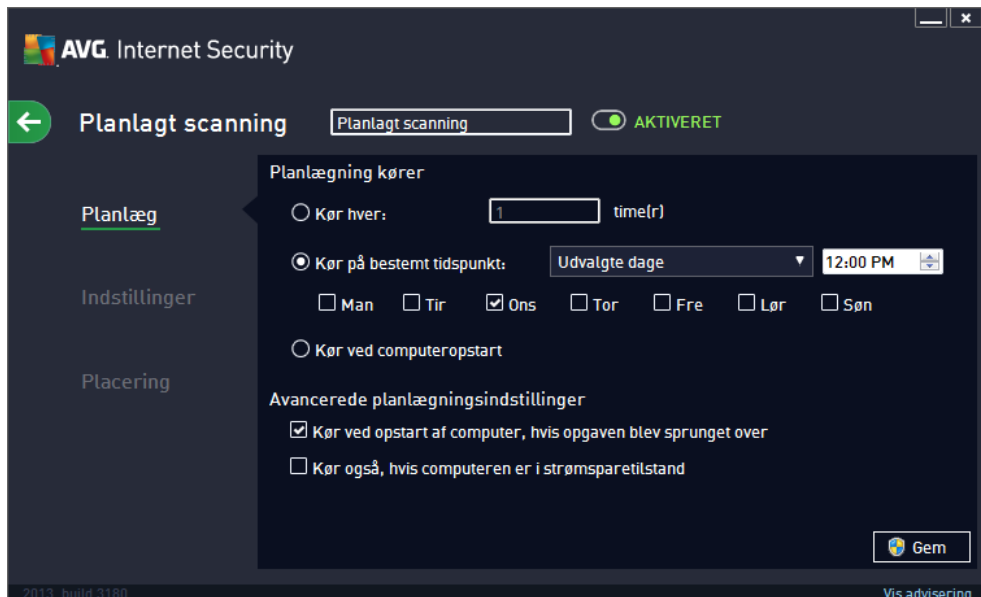 AVG. Internet Security
Planlagt scanning
Planlagt scanning
AKTIVERET
Planlæg
Indstillinger
Placering
Planlægning kører
Kør hver: 1 time(r)
Kør på bestemt tidspunkt: Udvalgte dage 12:00 PM
Man Tir Ons Tor Fre Lør Søn
Kør ved computeropstart
Avancerede planlægningsindstillinger
Kør ved opstart af computer, hvis opgaven blev sprunget over
Kør også, hvis computeren er i strømsparetilstand
Gem
2013 build 3180
Vis advisering